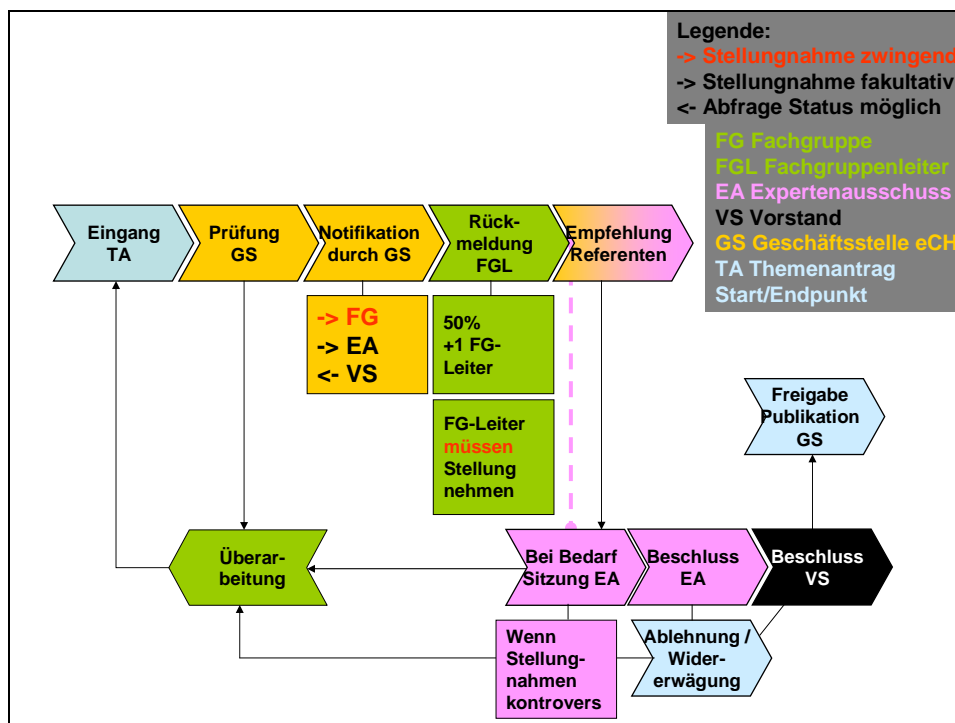 Legende:
-> Stellungnahme zwingend
-> Stellungnahme fakultativ
<- Abfrage Status möglich
FG Fachgruppe
FGL Fachgruppenleiter
EA Expertenausschuss
VS Vorstand
GS Geschäftsstelle eCH
TA Themenantrag
Start/Endpunkt
Eingang
TA
Prüfung
GS
Notifikation
durch GS
Rück-
meldung
FGL
Empfehlung
Referenten
-> FG
-> EA
<- VS
50%
+1 FG-
Leiter
FG-Leiter
müssen
Stellung
nehmen
Freigabe
Publikation
GS
Überar-
beitung
Bei Bedarf
Sitzung EA
Beschluss
EA
Beschluss
VS
Wenn
Stellung-
nahmen
kontrovers
Ablehnung /
Wider-
erwägung